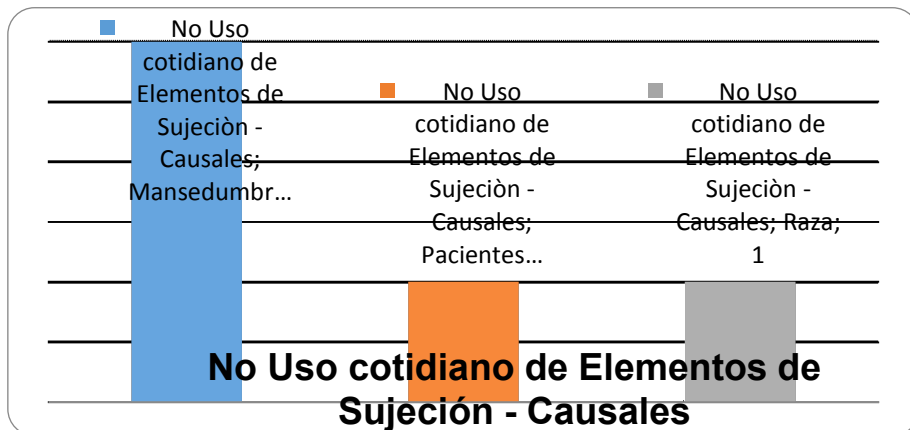 No Uso
cotidiano de
Elementos de
Sujeciòn -
Causales;
Mansedumbr...
No Uso
cotidiano de
Elementos de
Sujeciòn -
Causales;
Pacientes...
No Uso
cotidiano de
Elementos de
Sujeciòn -
Causales; Raza;
1
No Uso cotidiano de Elementos de
Sujeción - Causales